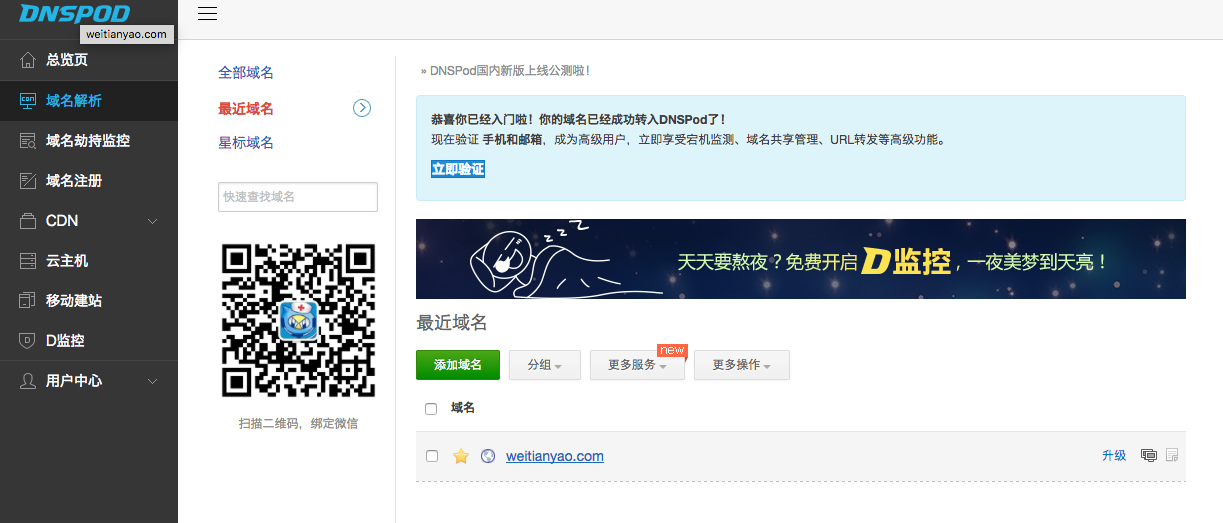 DNSPOD
weitianyao.com
总览页
域名解析
域名劫持监控
域名注册
CDN
云主机
移动建站
D监控
用户中心
全部域名
最近域名
星标域名
快速查找域名
扫描二维码，绑定微信
» DNSPod国内新版上线公测啦！
恭喜你已经入门啦！你的域名已经成功转入DNSPod了！
现在验证 手机和邮箱，成为高级用户，立即享受宕机监测、域名共享管理、URL转发等高级功能。
立即验证
z z Z
天天要熬夜？免费开启D监控，一夜美梦到天亮！
最近域名
添加域名 分组 更多服务 new 更多操作
域名
weitianyao.com 升级